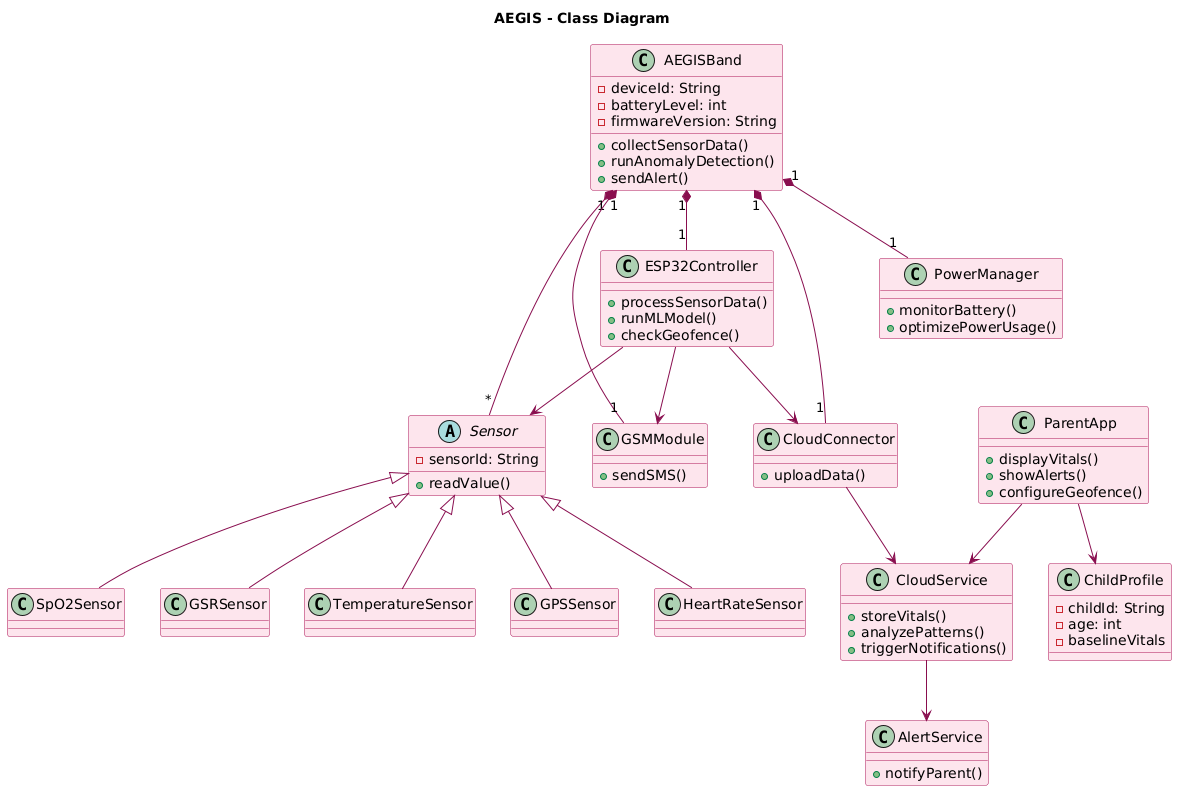 AEGIS - Class Diagram
C AEGISBand
deviceId: String
batteryLevel: int
firmwareVersion: String
collectSensorData()
runAnomalyDetection()
sendAlert()
1
1
1
1
1
1
1
C ESP32Controller
processSensorData()
runMLModel()
checkGeofence()
C PowerManager
monitorBattery()
optimizePowerUsage()
*
1
1
A Sensor
sensorId: String
readValue()
C GSMModule
sendSMS()
C CloudConnector
uploadData()
C ParentApp
displayVitals()
showAlerts()
configureGeofence()
C SpO2Sensor
C GSRSensor
C TemperatureSensor
C GPSSensor
C HeartRateSensor
C CloudService
storeVitals()
analyzePatterns()
triggerNotifications()
C ChildProfile
childId: String
age: int
baselineVitals
C AlertService
notifyParent()